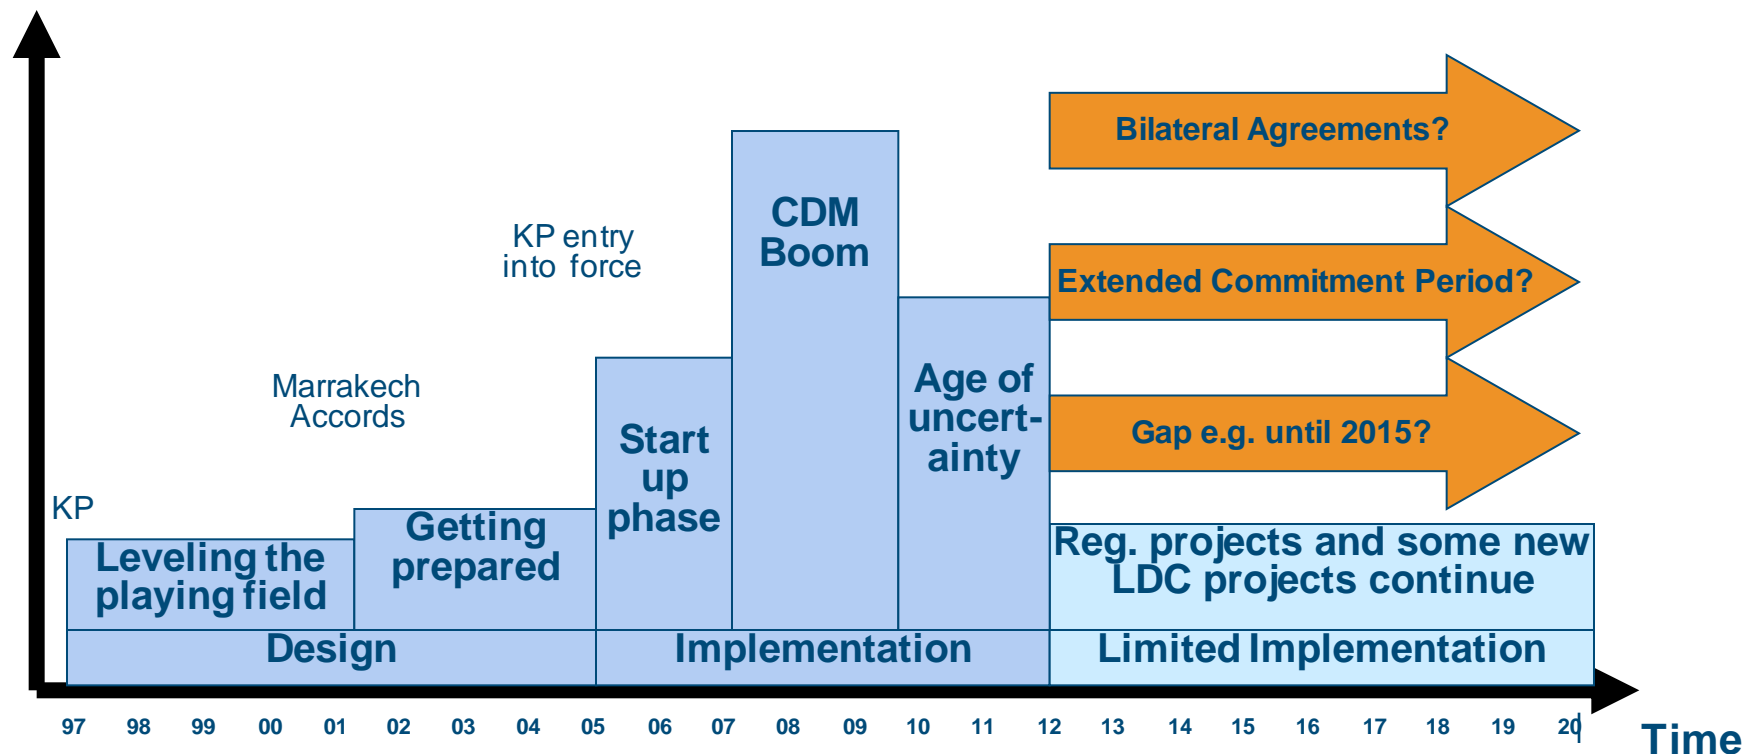 Bilateral Agreements?
CDM
Boom
KP entry
into force
Extended Commitment Period?
Marrakech
Accords
Age of
uncert-
ainty
Start
up
phase
Gap e.g. until 2015?
KP
Leveling the
playing field
Getting
prepared
Reg. projects and some new
LDC projects continue
Design
Implementation
Limited Implementation
97 98 99 00 01 02 03 04 05 06 07 08 09 10 11 12 13 14 15 16 17 18 19 20
Time